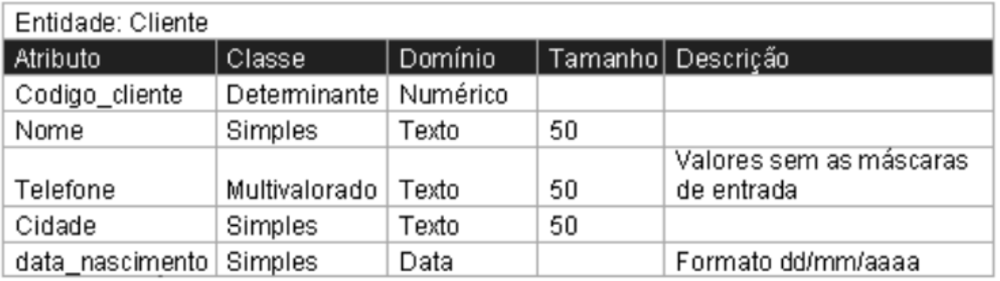 Entidade: Cliente
Atributo Classe Domínio Tamanho Descrição
Codigo_cliente Determinante Numérico
Nome Simples Texto 50
Telefone Multivalorado Texto 50 Valores sem as máscaras
de entrada
Cidade Simples Texto 50
data_nascimento Simples Data Formato dd/mm/aaaa